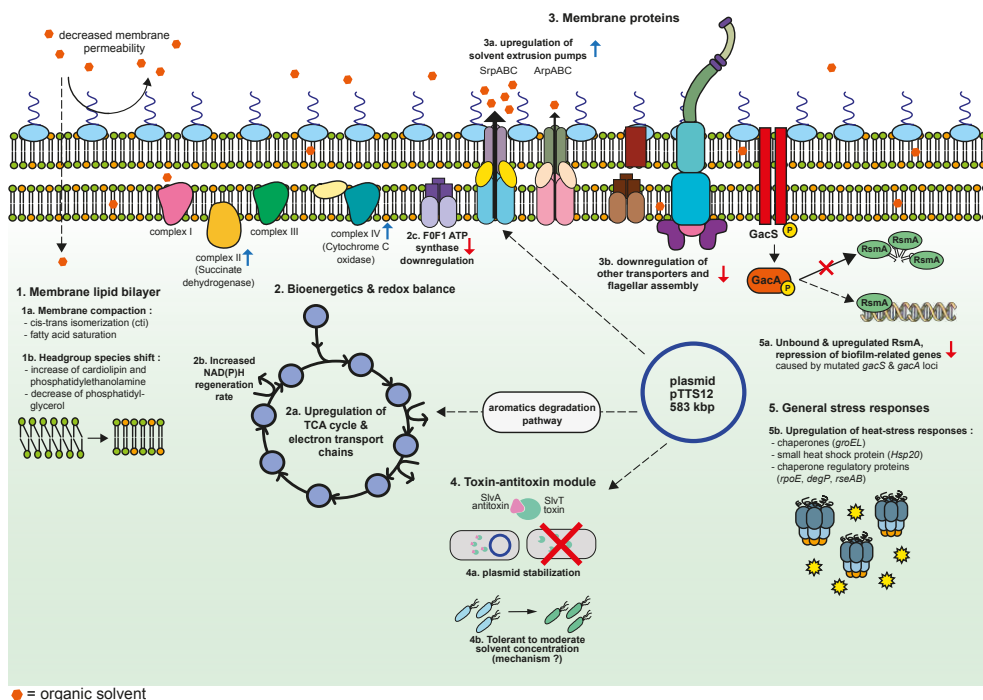 decreased membrane
permeability
3. Membrane proteins
3a. upregulation of
solvent extrusion pumps
SrpABC
ArpABC
complex I
complex II
(Succinate
dehydrogenase)
complex III
complex IV
(Cytochrome C
oxidase)
2c. F0F1 ATP
synthase
downregulation
3b. downregulation of
other transporters and
flagellar assembly
GacS
P
GacA
P
RsmA
RsmA
RsmA
RsmA
5a. Unbound & upregulated RsmA,
repression of biofilm-related genes
caused by mutated gacS & gacA loci
1. Membrane lipid bilayer
1a. Membrane compaction :
- cis-trans isomerization (cti)
- fatty acid saturation
1b. Headgroup species shift :
- increase of cardiolipin and
phosphatidylethanolamine
- decrease of phosphatidyl-
glycerol
2. Bioenergetics & redox balance
2b. Increased
NAD(P)H
regeneration
rate
2a. Upregulation of
TCA cycle &
electron transport
chains
aromatics degradation
pathway
plasmid
pTTS12
583 kbp
4. Toxin-antitoxin module
SlvA
antitoxin
SlvT
toxin
4a. plasmid stabilization
4b. Tolerant to moderate
solvent concentration
(mechanism ?)
5. General stress responses
5b. Upregulation of heat-stress responses :
- chaperones (groEL)
- small heat shock protein (Hsp20)
- chaperone regulatory proteins
(rpoE, degP, rseAB)
= organic solvent